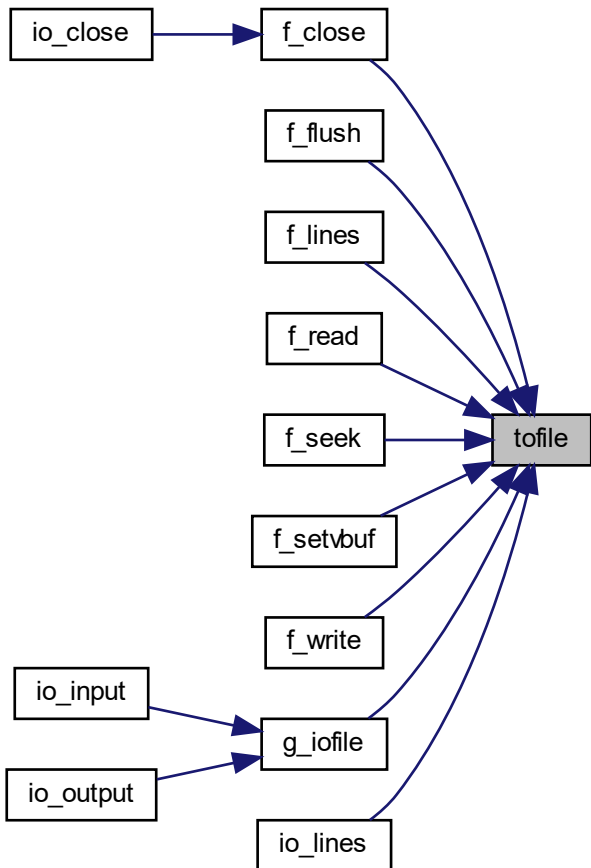 io_close
f_close
f_flush
f_lines
f_read
f_seek
tofile
f_setvbuf
f_write
io_input
g_iofile
io_output
io_lines